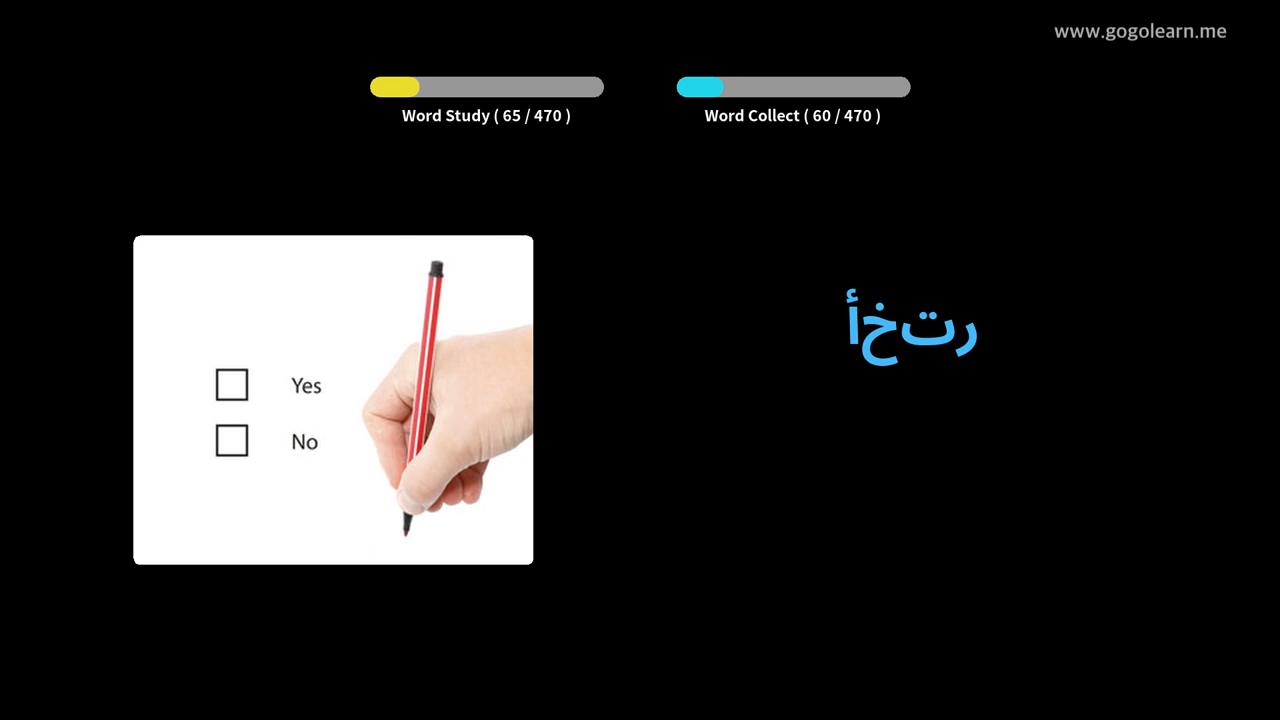 www.gogolearn.me
Word Study ( 65 / 470 )
Word Collect ( 60 / 470 )
Yes
No
رتخأ